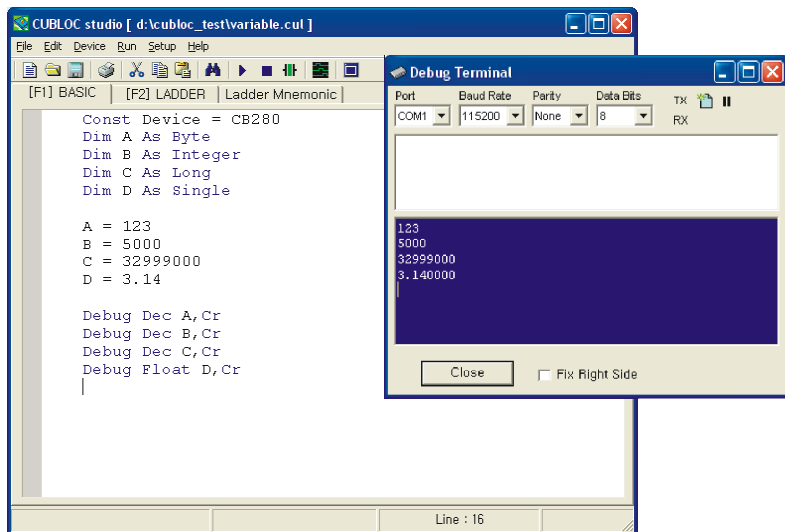 CUBLOC studio [ d:\cubloc_test\variable.cul ]
File Edit Device Run Setup Help
[F1] BASIC [F2] LADDER Ladder Mnemonic
Const Device = CB280
Dim A As Byte
Dim B As Integer
Dim C As Long
Dim D As Single
A = 123
B = 5000
C = 32999000
D = 3.14
Debug Dec A,Cr
Debug Dec B,Cr
Debug Dec C,Cr
Debug Float D,Cr
Line : 16
Debug Terminal
Port Baud Rate Parity Data Bits
COM1 115200 None 8
TX
RX
123
5000
32999000
3.140000
Close Fix Right Side